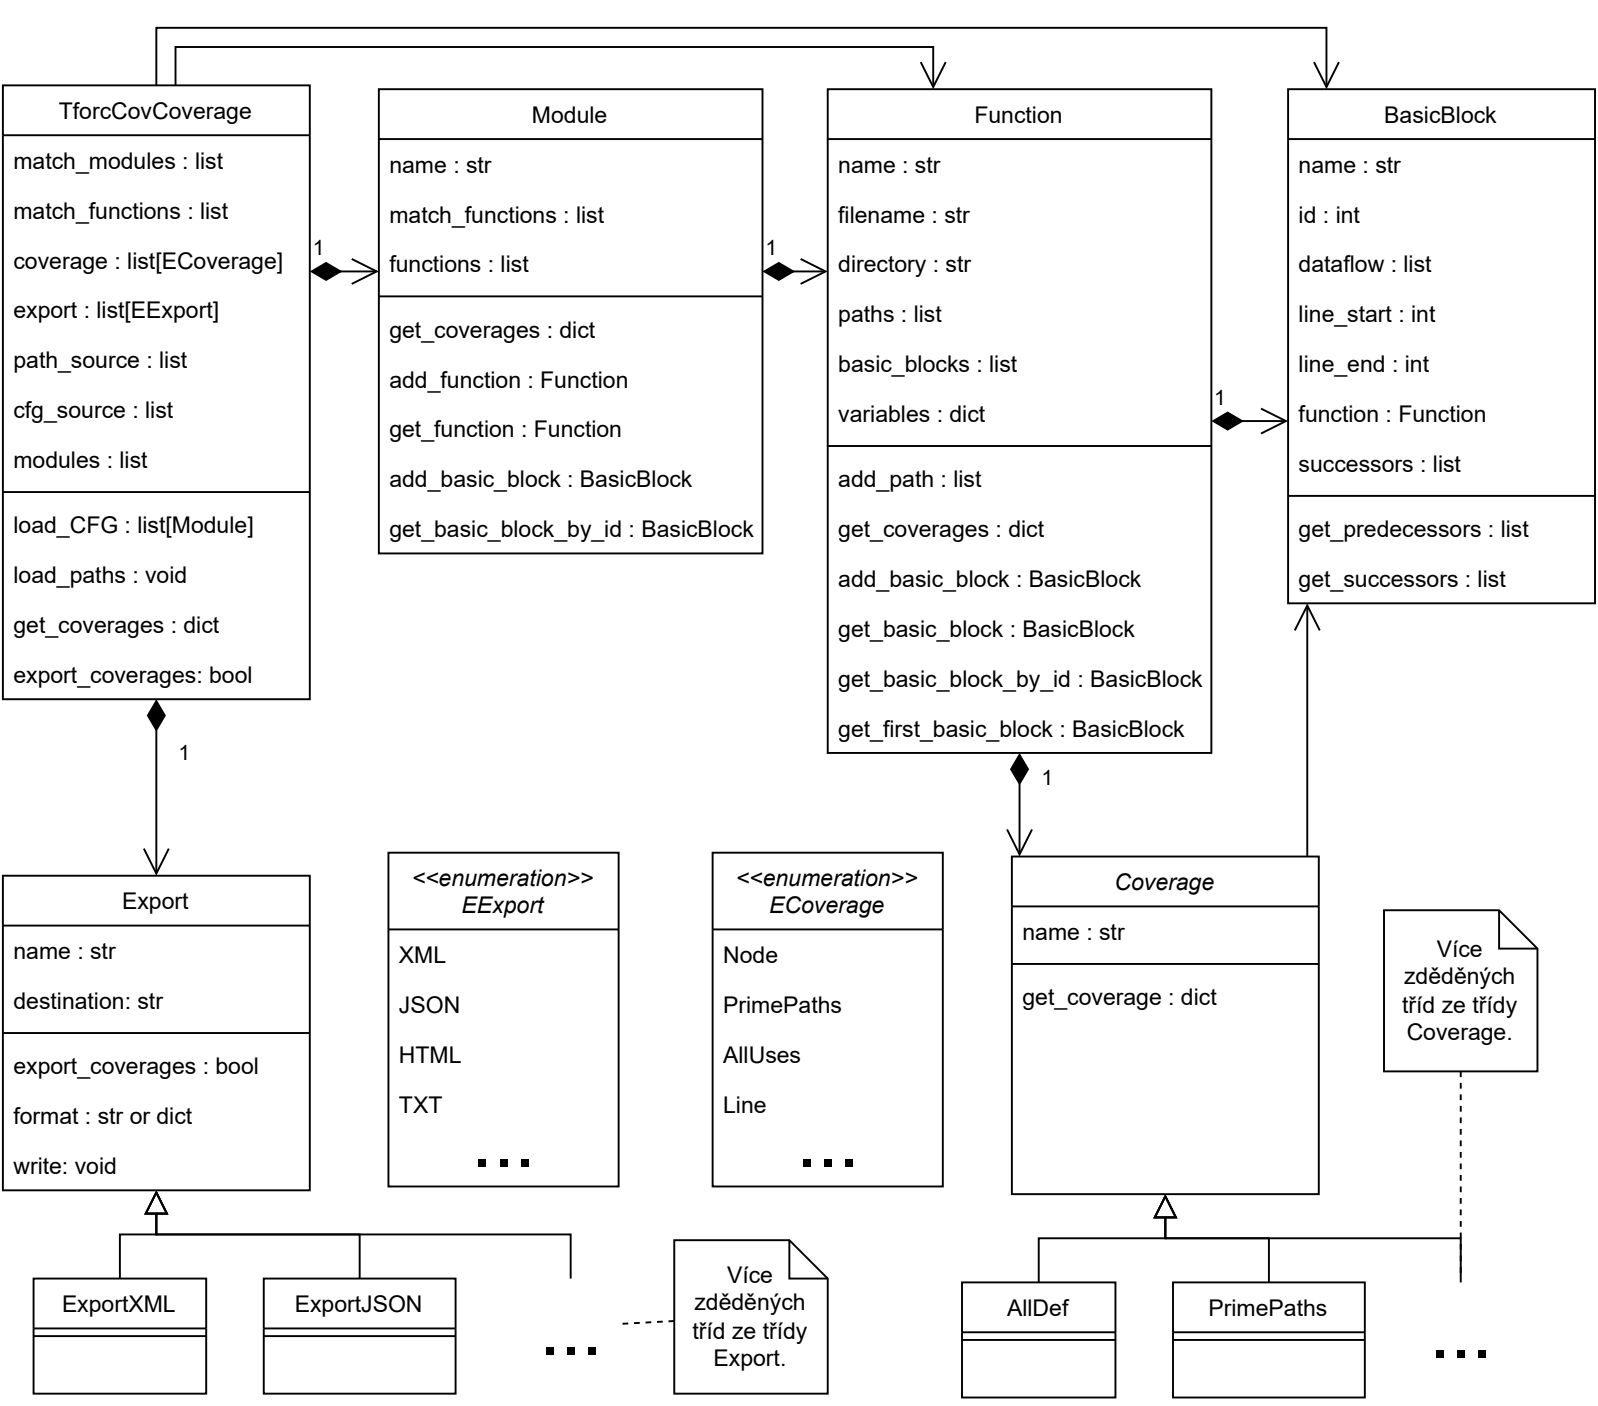 TforcCovCoverage
match_modules : list
match_functions : list
coverage : list[ECoverage]
export : list[EExport]
path_source : list
cfg_source : list
modules : list
load_CFG : list[Module]
load_paths : void
get_coverages : dict
export_coverages: bool
1
1
Module
name : str
match_functions : list
functions : list
get_coverages : dict
add_function : Function
get_function : Function
add_basic_block : BasicBlock
get_basic_block_by_id : BasicBlock
1
Function
name : str
filename : str
directory : str
paths : list
basic_blocks : list
variables : dict
add_path : list
get_coverages : dict
add_basic_block : BasicBlock
get_basic_block : BasicBlock
get_basic_block_by_id : BasicBlock
get_first_basic_block : BasicBlock
1
1
BasicBlock
name : str
id : int
dataflow : list
line_start : int
line_end : int
function : Function
successors : list
get_predecessors : list
get_successors : list
Export
name : str
destination: str
export_coverages : bool
format : str or dict
write: void
<<enumeration>>
EExport
XML
JSON
HTML
TXT
...
<<enumeration>>
ECoverage
Node
PrimePaths
AllUses
Line
...
Coverage
name : str
get_coverage : dict
Více
zděděných
tříd ze třídy
Coverage.
ExportXML
ExportJSON
...
Více
zděděných
tříd ze třídy
Export.
AllDef
PrimePaths
...